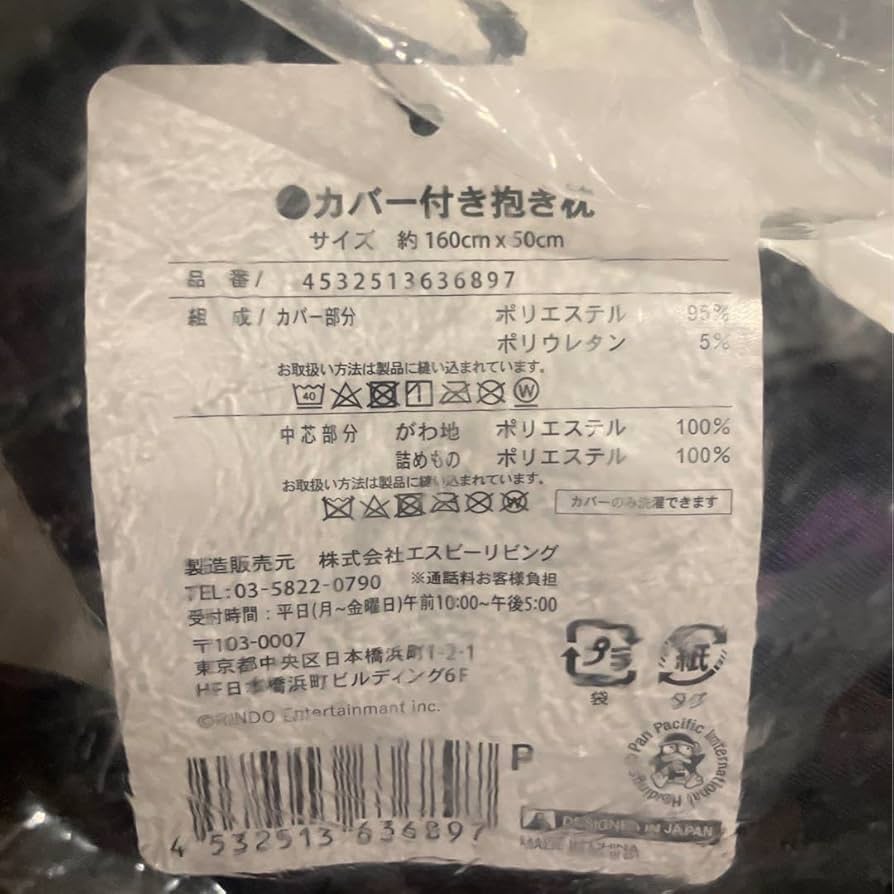 ●カバー付き抱き枕
サイズ 約160cm x 50cm
品 番/ 4532513636897
組 成/ カバー部分 ポリエステル 95%
ポリウレタン 5%
お取扱い方法は製品に縫い込まれています。
40 W
中芯部分 がわ地 ポリエステル 100%
詰めもの ポリエステル 100%
お取扱い方法は製品に縫い込まれています。
W カバーのみ洗濯できます
製造販売元 株式会社エスビーリビング
TEL:03-5822-0790 ※通話料お客様負担
受付時間:平日(月~金曜日)午前10:00~午後5:00
〒103-0007
東京都中央区日本橋浜町1-2-1
HF日本橋浜町ビルディング6F
©RINDO Entertainmant inc.
プラ 紙
袋 タグ
Pan Pacific International Holdings
P
4 532513 636897
DESIGNED IN JAPAN
MADE IN CHINA